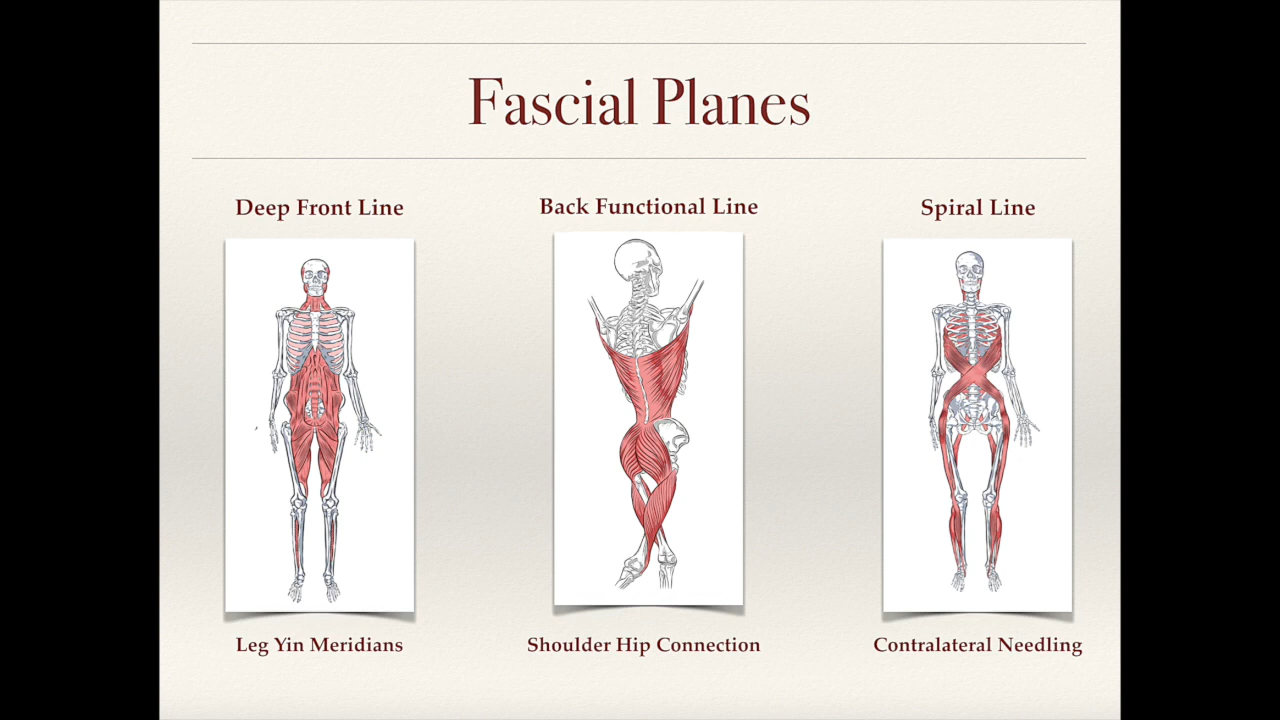 Fascial Planes
Deep Front Line
Back Functional Line
Spiral Line
Leg Yin Meridians
Shoulder Hip Connection
Contralateral Needling